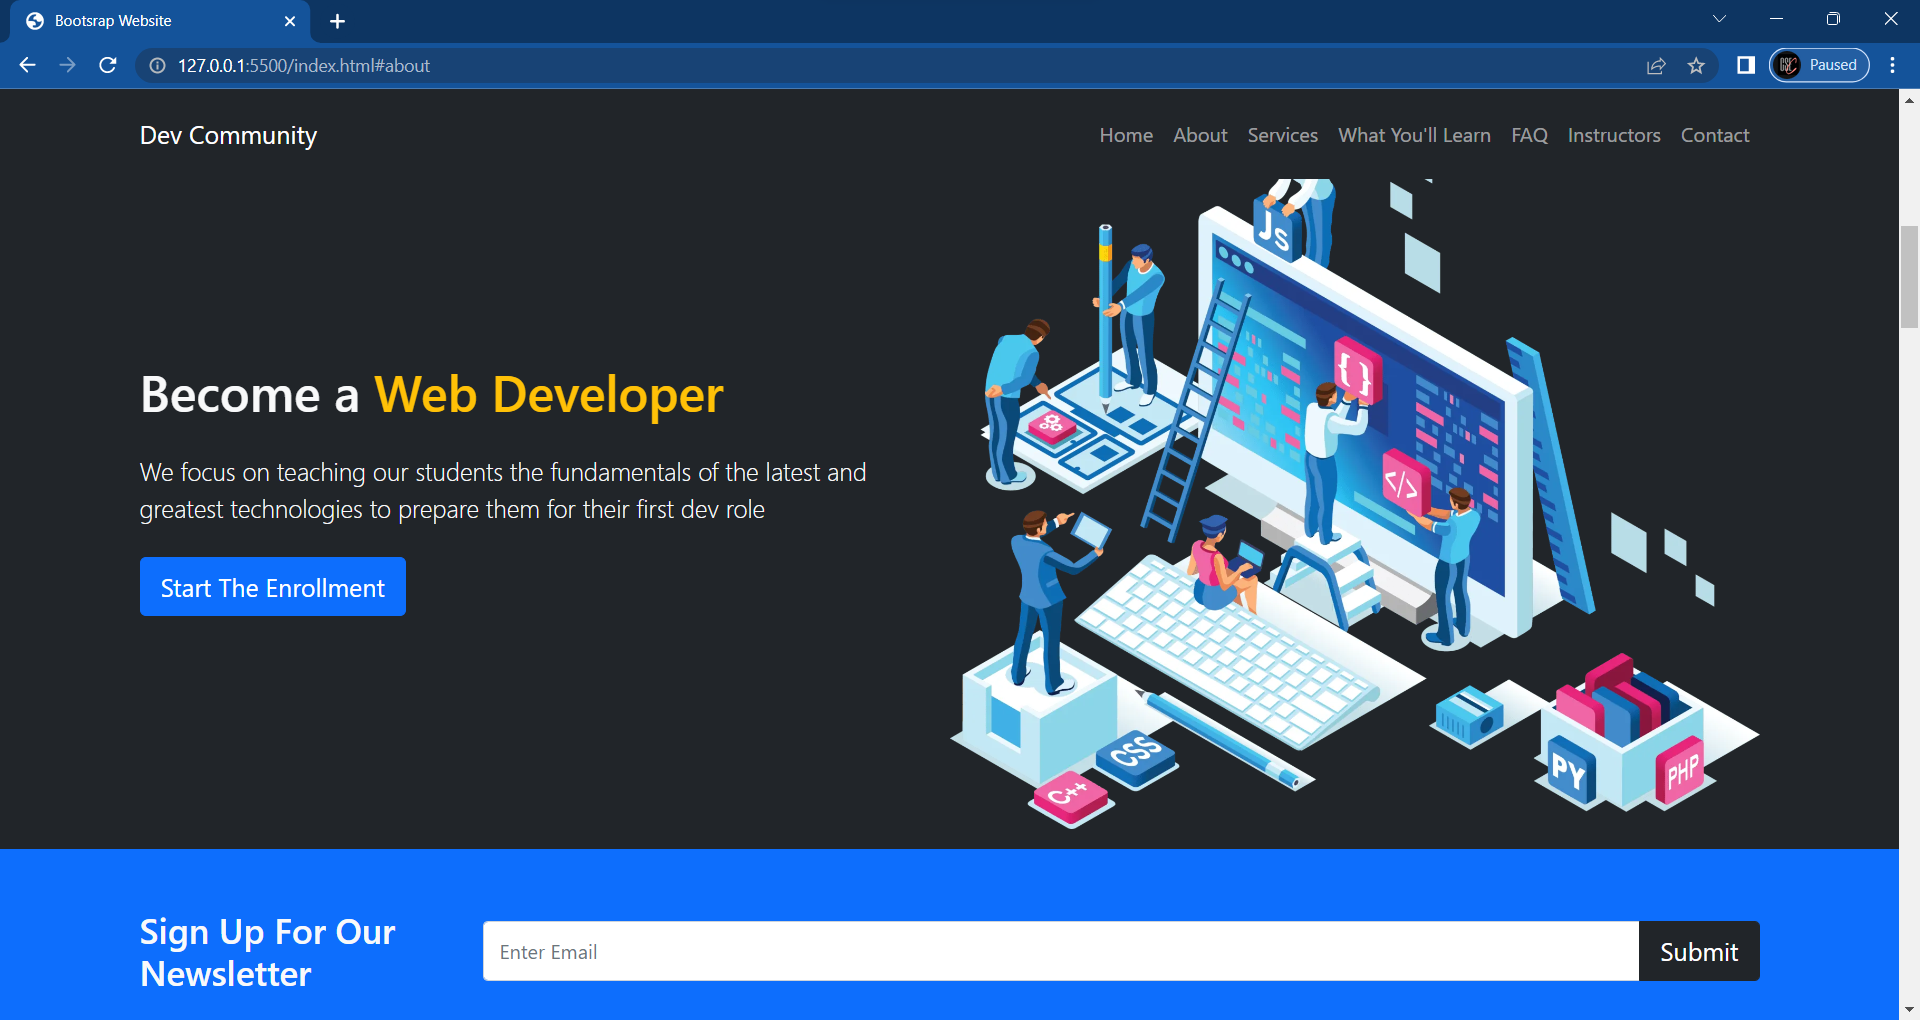 Bootsrap Website
127.0.0.1:5500/index.html#about
Paused
Dev Community
Home About Services What You'll Learn FAQ Instructors Contact
JS
{ }
</>
Become a Web Developer
We focus on teaching our students the fundamentals of the latest and
greatest technologies to prepare them for their first dev role
Start The Enrollment
CSS
C++
PY
PHP
Sign Up For Our
Newsletter
Enter Email
Submit